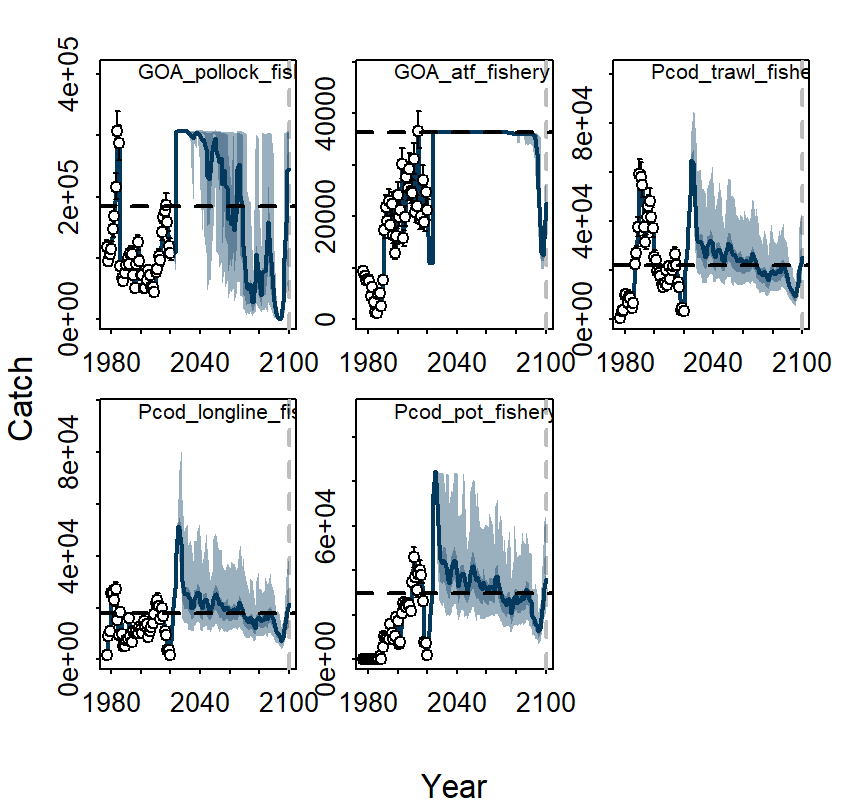 GOA_pollock_fis
GOA_atf_fishery
Pcod_trawl_fishe
0e+00 2e+05 4e+05
0 20000 40000
0e+00 4e+04 8e+04
1980 2040 2100
1980 2040 2100
1980 2040 2100
Catch
Pcod_longline_fis
Pcod_pot_fishery
0e+00 4e+04 8e+04
0e+00 6e+04
1980 2040 2100
1980 2040 2100
Year